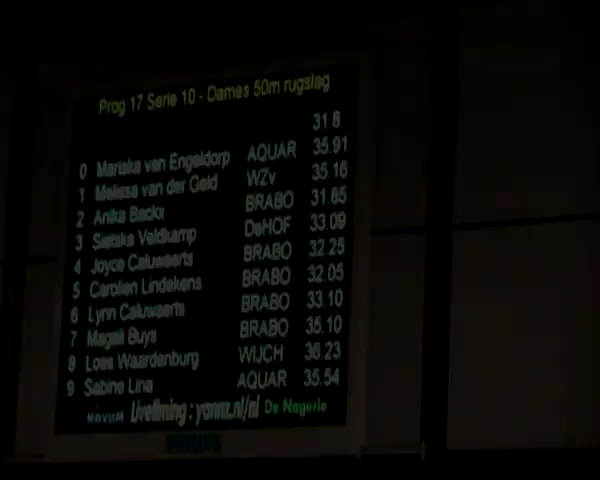 Prog 17 Serie 10 - Dames 50m rugslag
31.8
0 Mariska van Engeldorp AQUAR 35.91
1 Melissa van der Geld WZv 35.16
2 Anika Backx BRABO 31.85
3 Sietske Veldkamp DeHOF 33.09
4 Joyce Caluwaerts BRABO 32.25
5 Carolien Lindekens BRABO 32.05
6 Lynn Caluwaerts BRABO 33.10
7 Magali Buys BRABO 35.10
8 Loes Waardenburg WIJCH 36.23
9 Sabine Lina AQUAR 35.54
NovuM Livetiming : yannz.nl/nl De Nagerle
PHILIPS